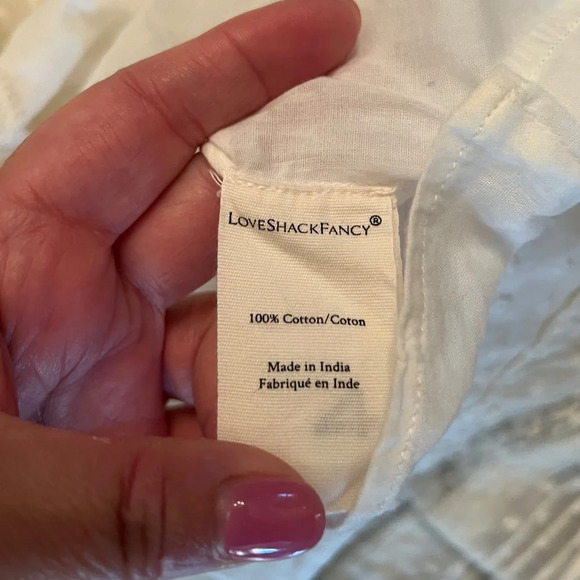 LoveShackFancy®
100% Cotton/Coton
Made in India
Fabriqué en Inde